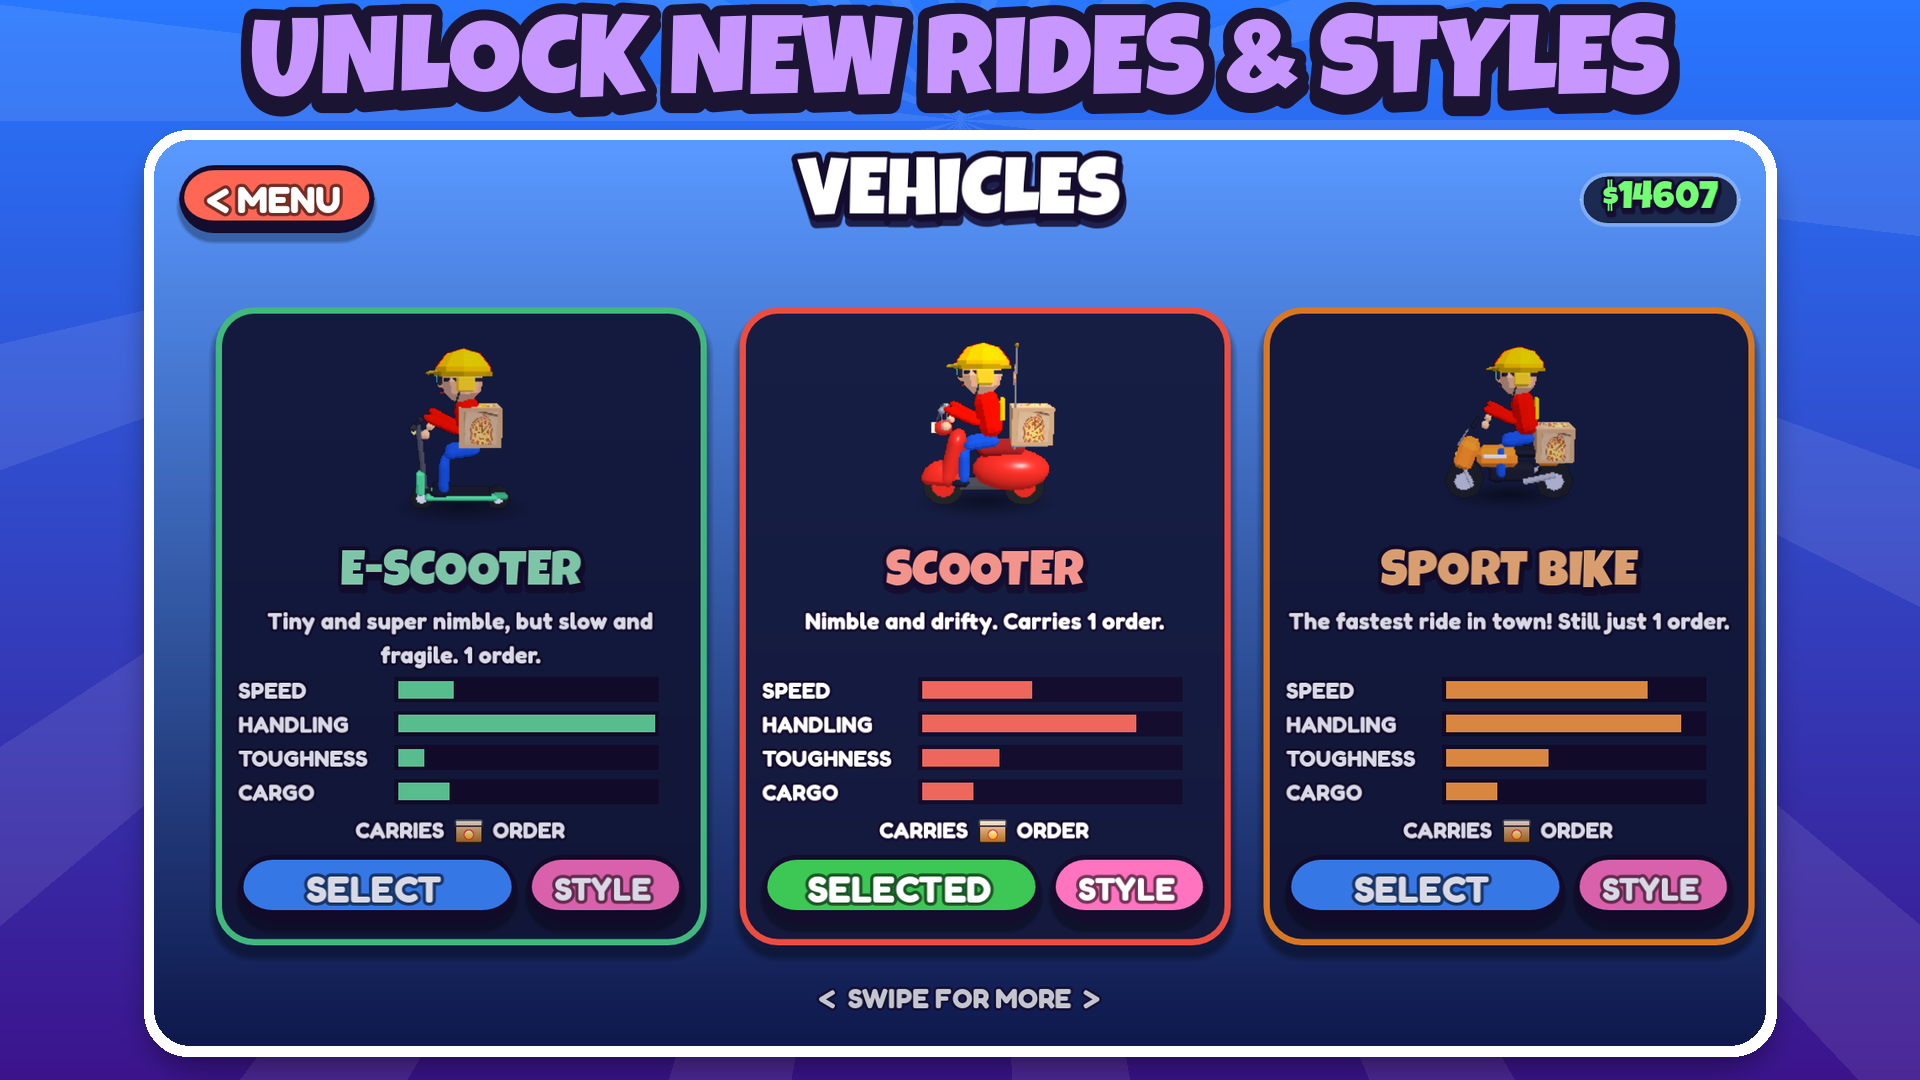 UNLOCK NEW RIDES & STYLES
< MENU
VEHICLES
$14607
E-SCOOTER
Tiny and super nimble, but slow and
fragile. 1 order.
SPEED
HANDLING
TOUGHNESS
CARGO
CARRIES ORDER
SELECT
STYLE
SCOOTER
Nimble and drifty. Carries 1 order.
SPEED
HANDLING
TOUGHNESS
CARGO
CARRIES ORDER
SELECTED
STYLE
SPORT BIKE
The fastest ride in town! Still just 1 order.
SPEED
HANDLING
TOUGHNESS
CARGO
CARRIES ORDER
SELECT
STYLE
< SWIPE FOR MORE >